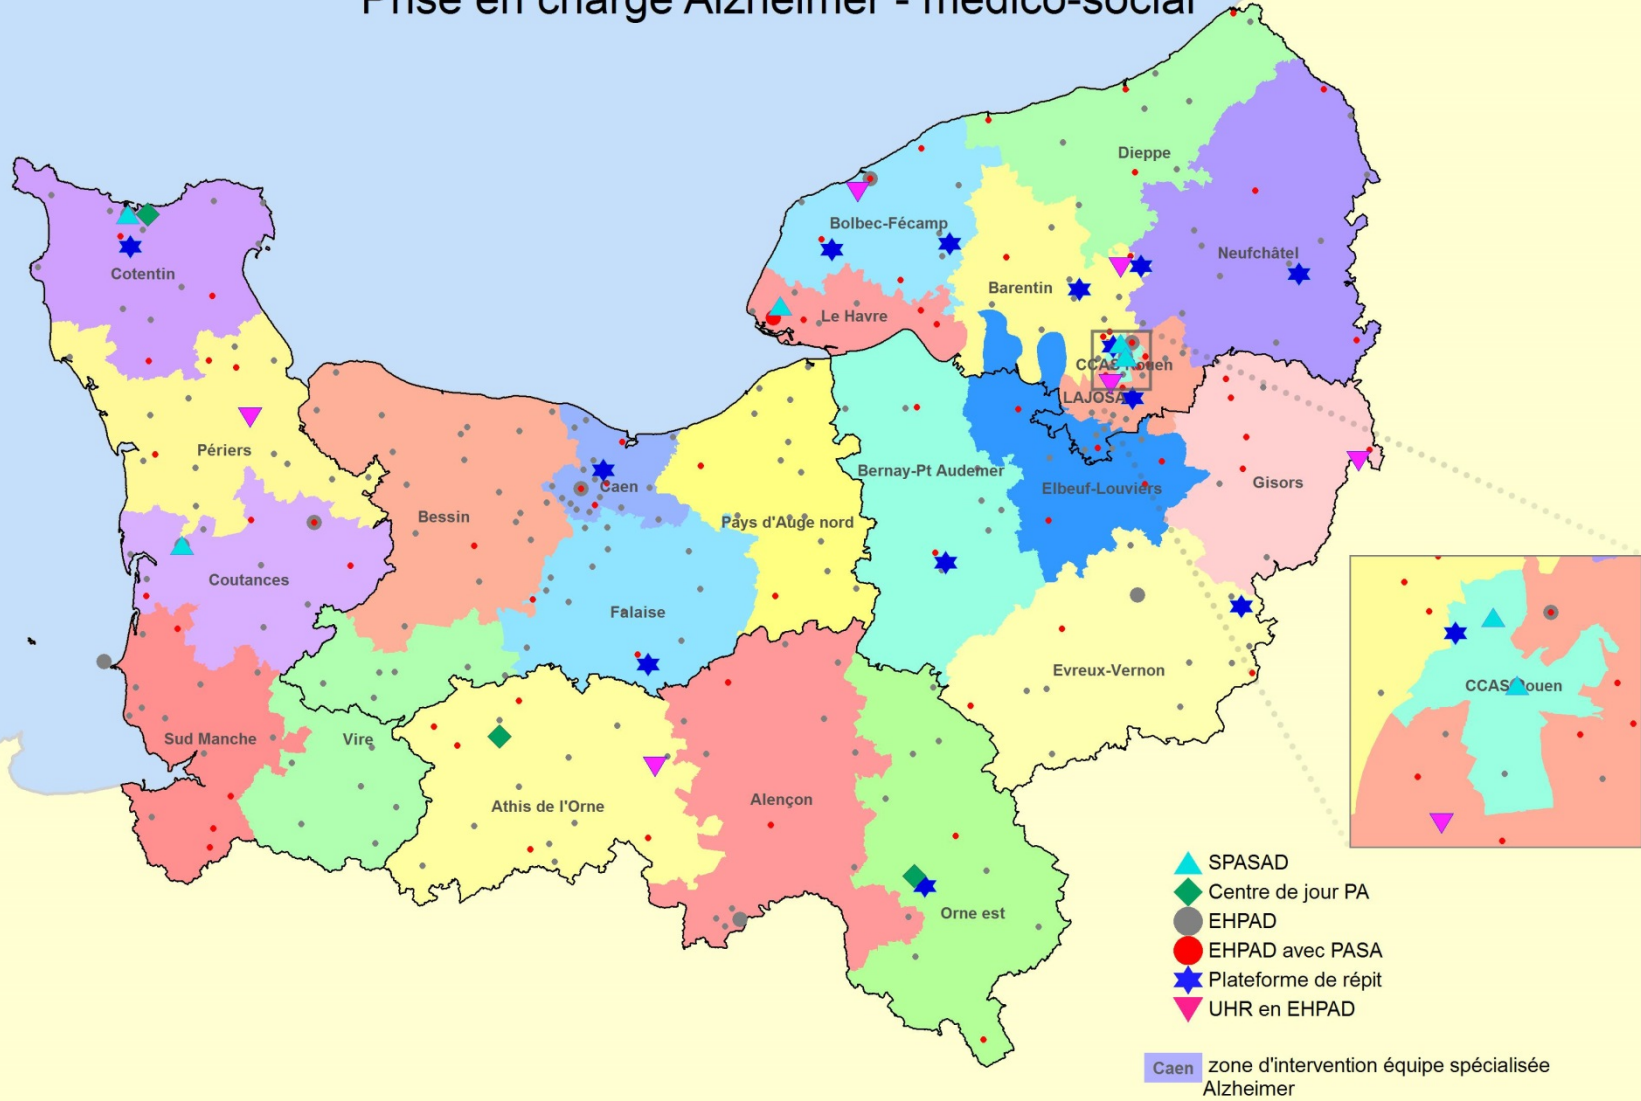 Prise en charge Alzheimer - médico-social
Dieppe
Bolbec-Fécamp
Neufchâtel
Cotentin
Barentin
Le Havre
CCAS Rouen
LAJOSA
Périers
Bernay-Pt Audemer
Elbeuf-Louviers
Gisors
Caen
Bessin
Pays d'Auge nord
Coutances
Falaise
Evreux-Vernon
CCAS Rouen
Sud Manche
Vire
Athis de l'Orne
Alençon
Orne est
SPASAD
Centre de jour PA
EHPAD
EHPAD avec PASA
Plateforme de répit
UHR en EHPAD
Caen zone d'intervention équipe spécialisée
Alzheimer